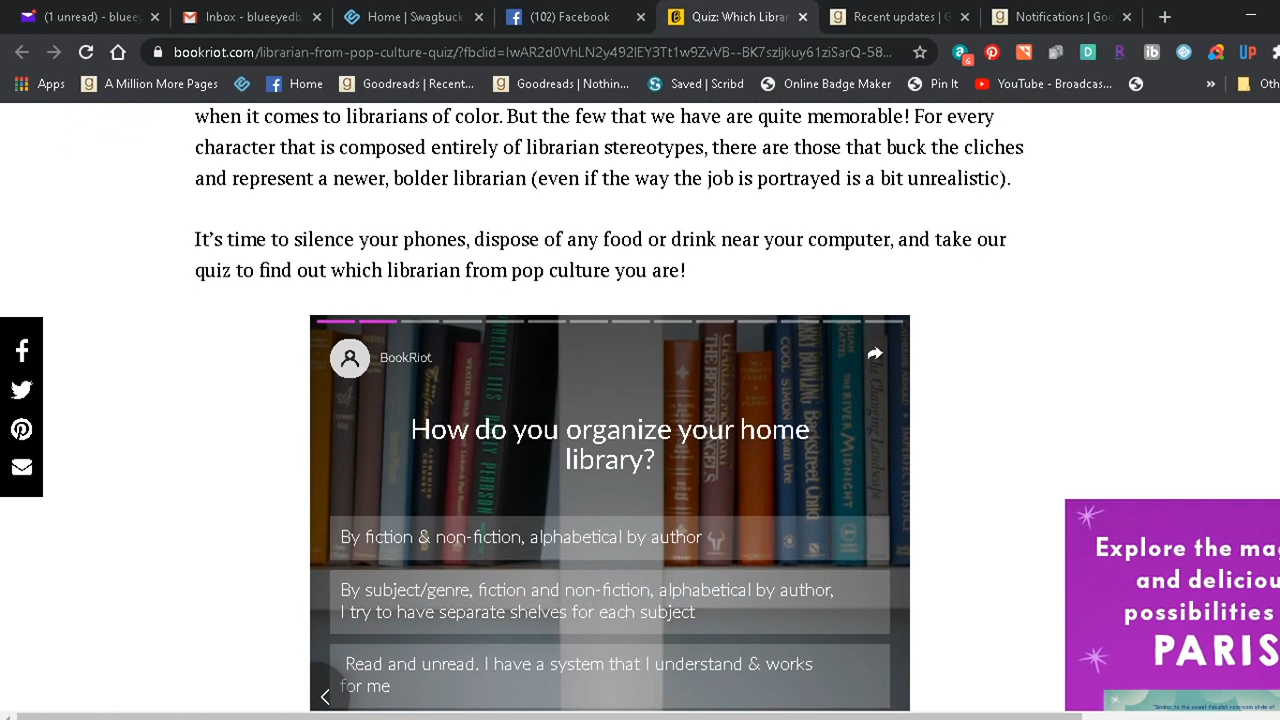 (1 unread) - bluee
Inbox - blueeyed
Home | Swagbuck
(102) Facebook
Quiz: Which Librar
Recent updates | G
Notifications | Goo
bookriot.com/librarian-from-pop-culture-quiz/?fbclid=IwAR2d0VhLN2y492lEY3Tt1w9ZvVB--BK7szljkuy61ziSarQ-58...
Apps
A Million More Pages
Home
Goodreads | Recent...
Goodreads | Nothin...
Saved | Scribd
Online Badge Maker
Pin It
YouTube - Broadcas...
»
Oth
when it comes to librarians of color. But the few that we have are quite memorable! For every
character that is composed entirely of librarian stereotypes, there are those that buck the cliches
and represent a newer, bolder librarian (even if the way the job is portrayed is a bit unrealistic).
It's time to silence your phones, dispose of any food or drink near your computer, and take our
quiz to find out which librarian from pop culture you are!
BookRiot
How do you organize your home
library?
By fiction & non-fiction, alphabetical by author
By subject/genre, fiction and non-fiction, alphabetical by author,
I try to have separate shelves for each subject
Read and unread. I have a system that I understand & works
for me
THE RIVER MIDNIGHT
Explore the ma
and deliciou
possibilities
PARIS